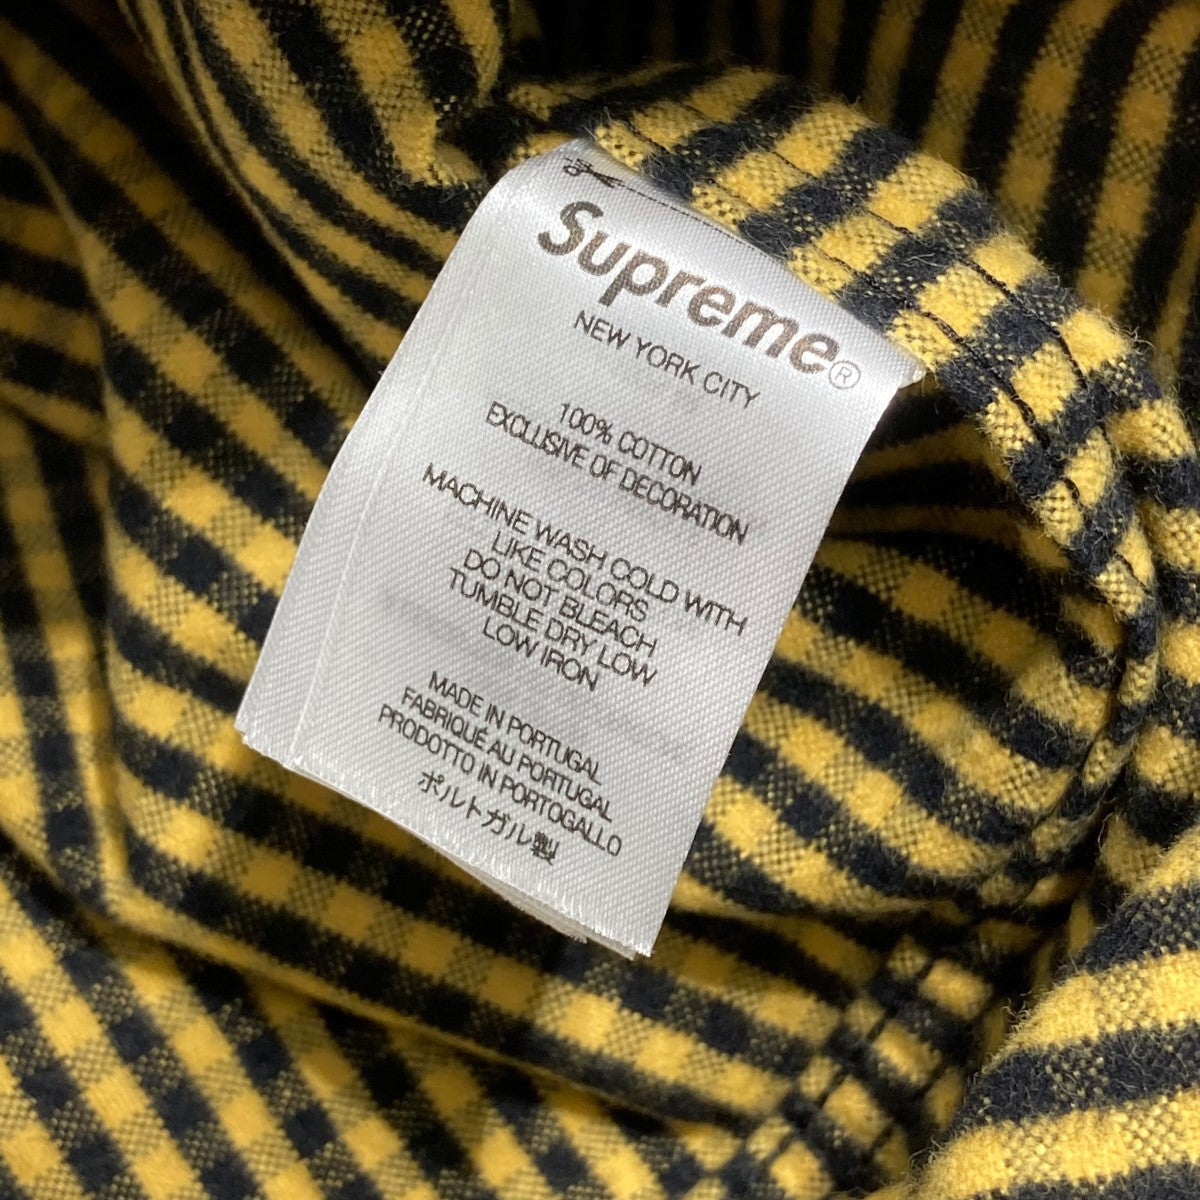 Supreme®
NEW YORK CITY
100% COTTON
EXCLUSIVE OF DECORATION
MACHINE WASH COLD WITH
LIKE COLORS
DO NOT BLEACH
TUMBLE DRY LOW
LOW IRON
MADE IN PORTUGAL
FABRIQUÉ AU PORTUGAL
PRODOTTO IN PORTOGALLO
ポルトガル製